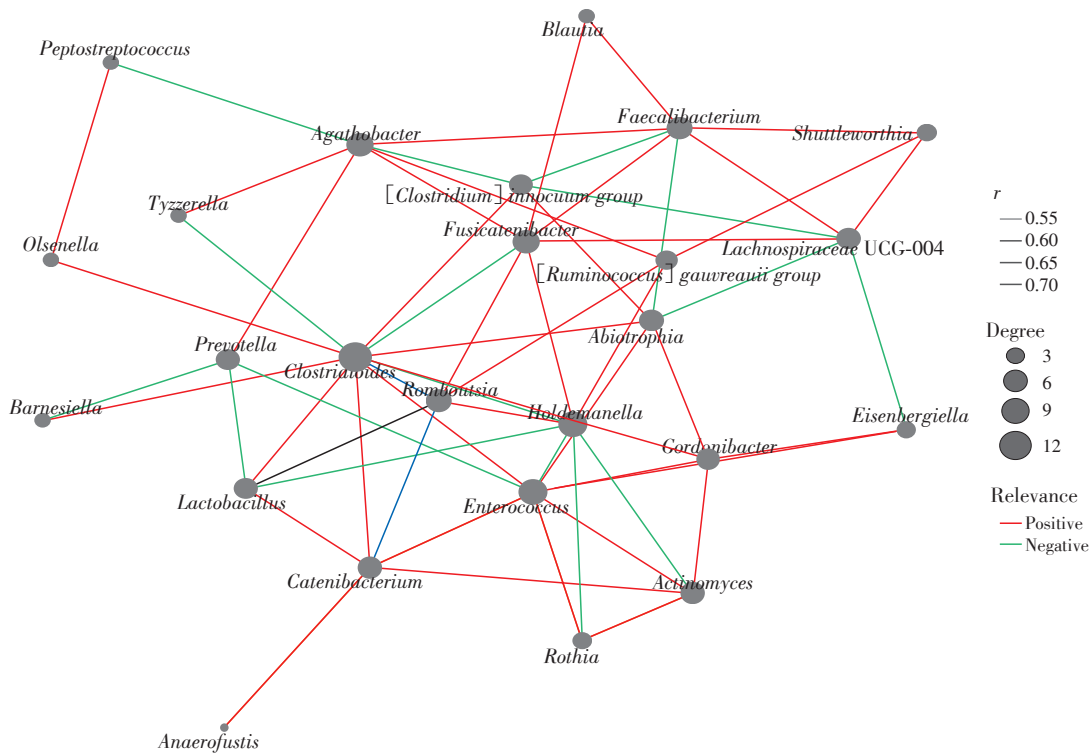 Blautia
Peptostreptococcus
Faecalibacterium
Agathobacter
Shuttleworthia
[Clostridium] innocuum group
Tyzzerella
Fusicatenibacter
Olsenella
Lachnospiraceae UCG-004
[Ruminococcus] gauvreauii group
Abiotrophia
Prevotella
Clostridioides
Romboutsia
Barnesiella
Holdemanella
Eisenbergiella
Gordonibacter
Lactobacillus
Enterococcus
Catenibacterium
Actinomyces
Rothia
Anaerofustis
r
0.55
0.60
0.65
0.70
Degree
3
6
9
12
Relevance
Positive
Negative